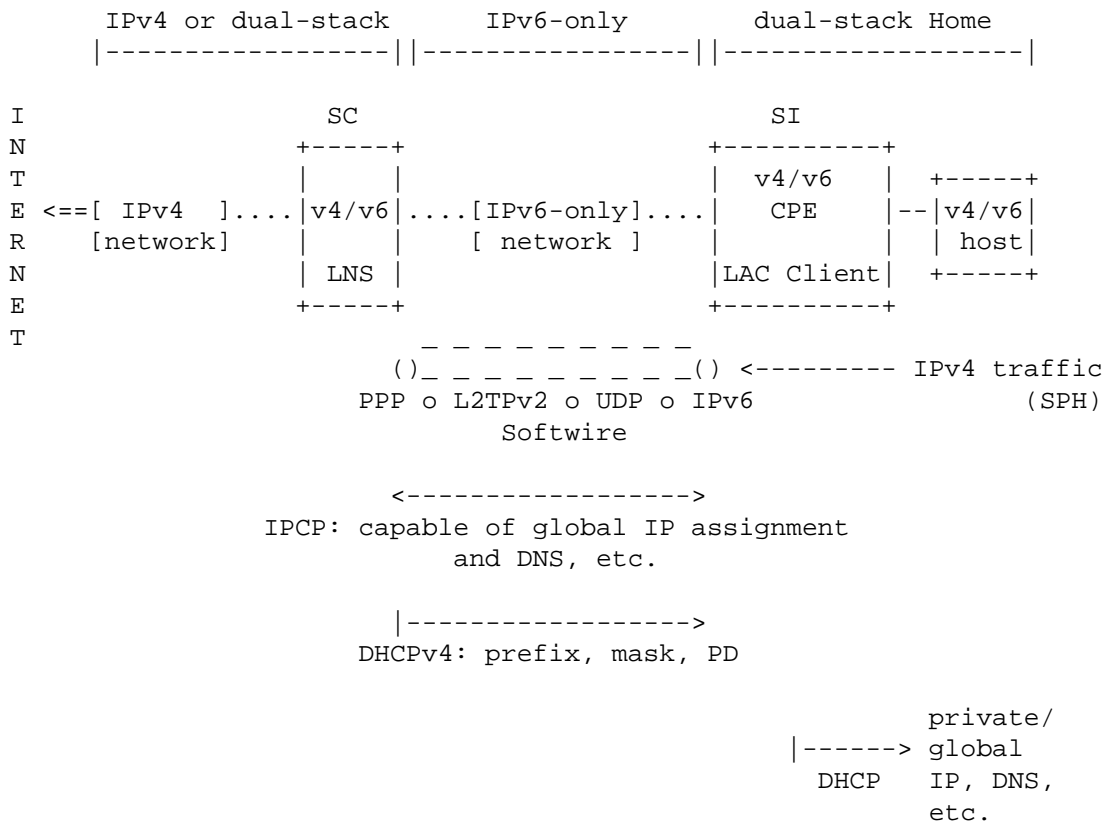 IPv4 or dual-stack IPv6-only dual-stack Home
|------------------||-----------------||-------------------|
I SC SI
N +-----+ +----------+
T | | | v4/v6 | +-----+
E <==[ IPv4 ]....|v4/v6|....[IPv6-only]....| CPE |--|v4/v6|
R [network] | | [ network ] | | | host|
N | LNS | |LAC Client| +-----+
E +-----+ +----------+
T _ _ _ _ _ _ _ _ _
()_ _ _ _ _ _ _ _ _() <--------- IPv4 traffic
PPP o L2TPv2 o UDP o IPv6 (SPH)
Softwire
<------------------>
IPCP: capable of global IP assignment
and DNS, etc.
|------------------>
DHCPv4: prefix, mask, PD
private/
|------> global
DHCP IP, DNS,
etc.